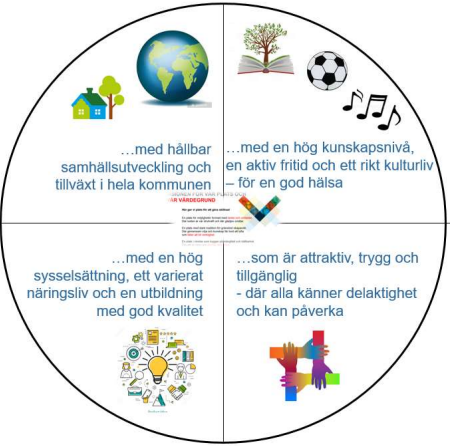 …med hållbar
samhällsutveckling och
tillväxt i hela kommunen
…med en hög kunskapsnivå,
en aktiv fritid och ett rikt kulturliv
– för en god hälsa
VÄRDEGRUND
…med en hög
sysselsättning, ett varierat
näringsliv och en utbildning
med god kvalitet
…som är attraktiv, trygg och
tillgänglig
- där alla känner delaktighet
och kan påverka